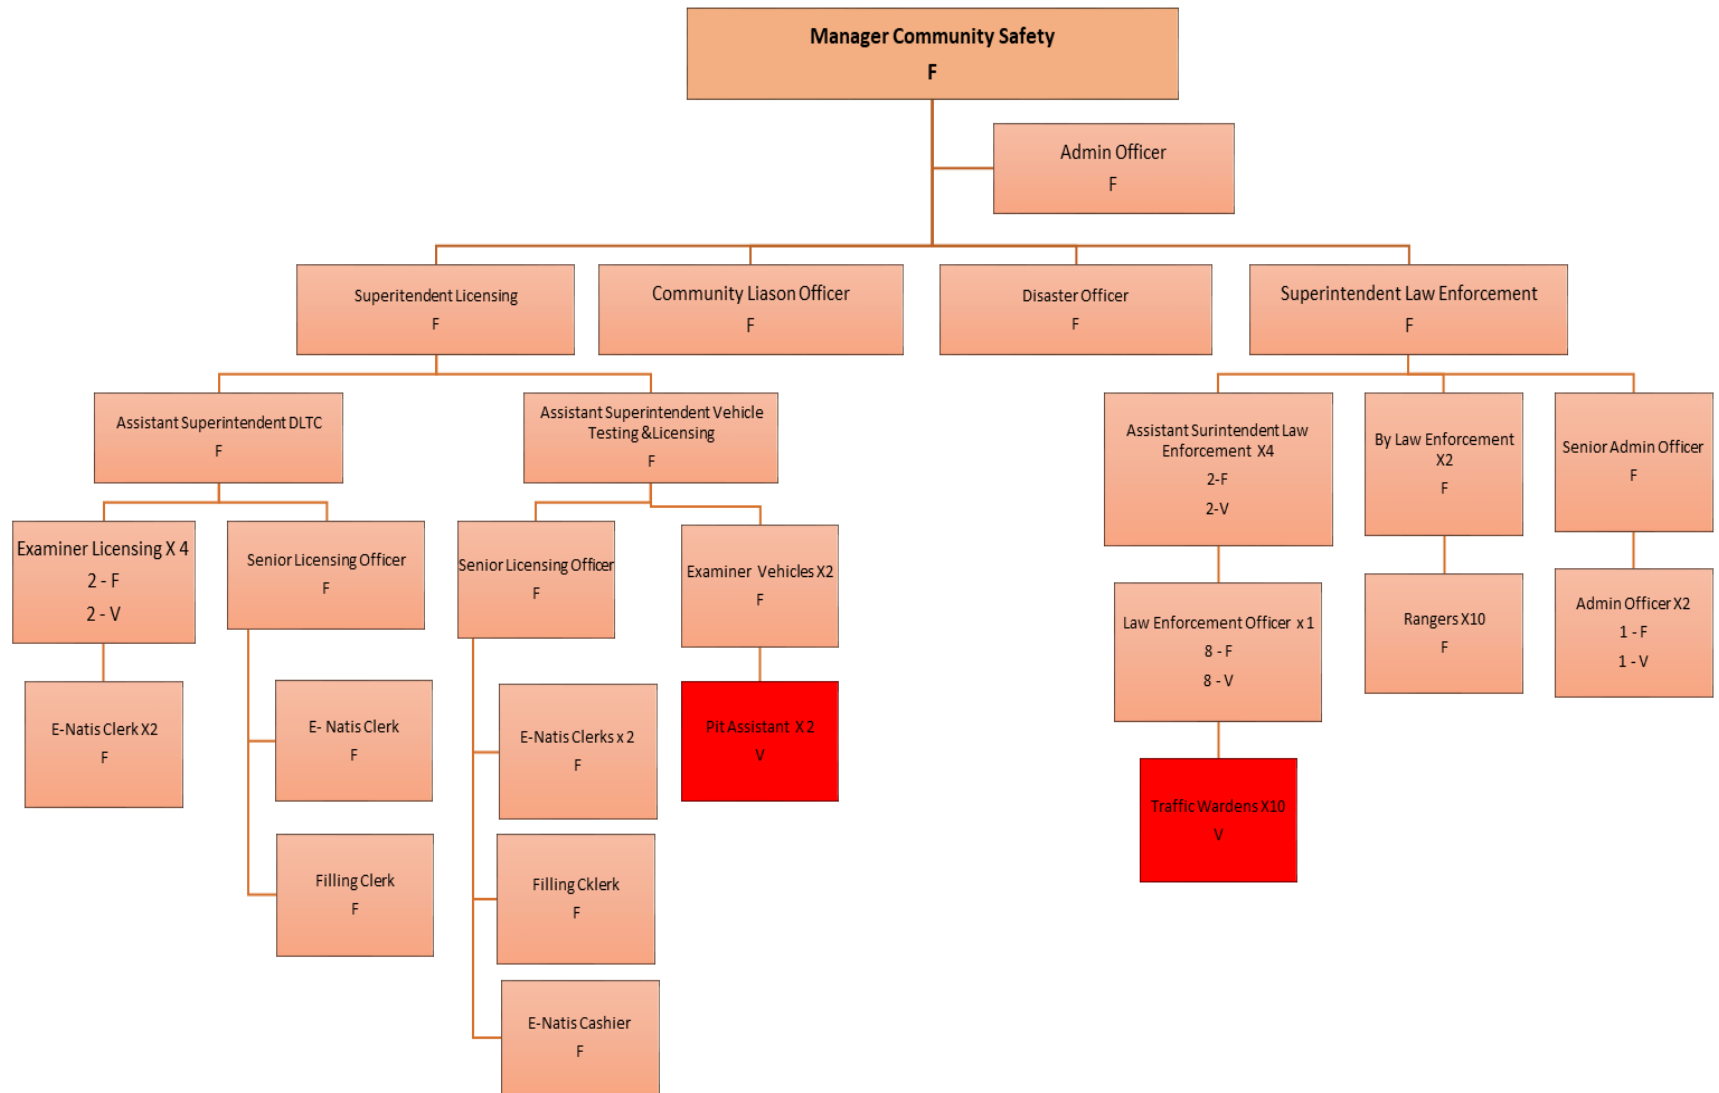 Manager Community Safety
F
Admin Officer
F
Superitendent Licensing
F
Community Liason Officer
F
Disaster Officer
F
Superintendent Law Enforcement
F
Assistant Superintendent DLTC
F
Assistant Superintendent Vehicle
Testing &Licensing
F
Assistant Surintendent Law
Enforcement X4
2-F
2-V
By Law Enforcement
X2
F
Senior Admin Officer
F
Examiner Licensing X 4
2 - F
2 - V
Senior Licensing Officer
F
Senior Licensing Officer
F
Examiner Vehicles X2
F
Law Enforcement Officer x 1
8 - F
8 - V
Rangers X10
F
Admin Officer X2
1 - F
1 - V
E-Natis Clerk X2
F
E- Natis Clerk
F
E-Natis Clerks x 2
F
Pit Assistant X 2
V
Traffic Wardens X10
V
Filling Clerk
F
Filling Cklerk
F
E-Natis Cashier
F